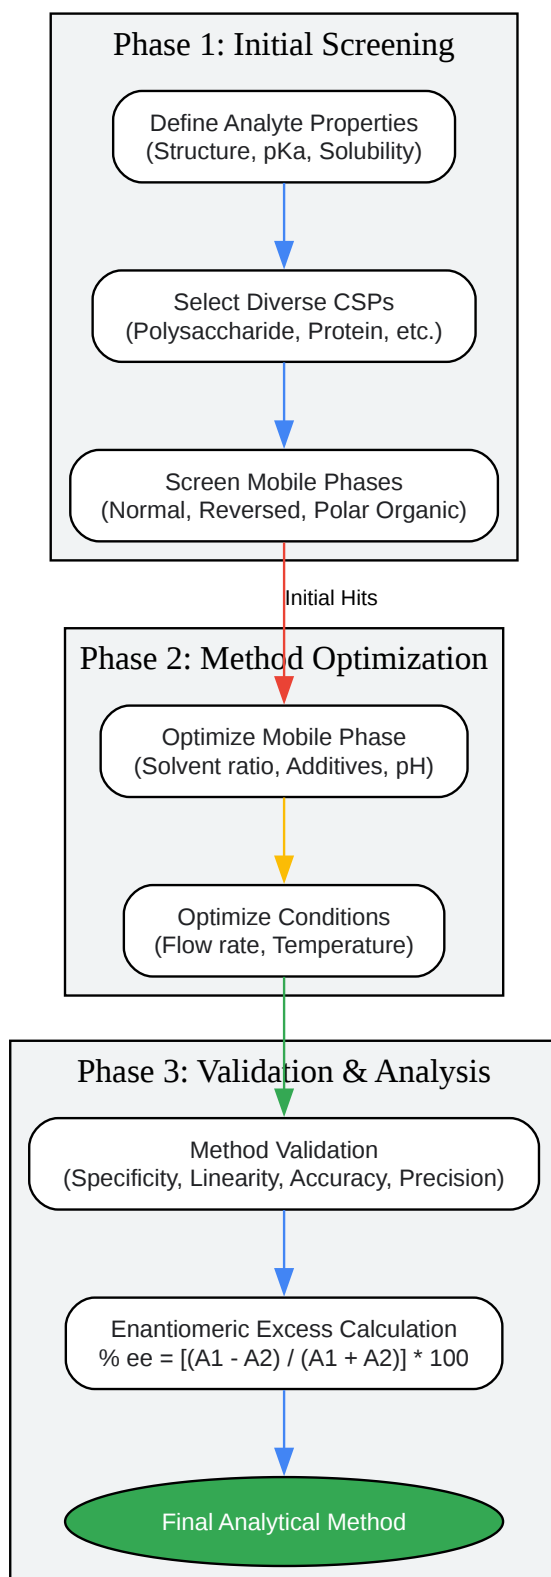 Phase 1: Initial Screening
Define Analyte Properties
(Structure, pKa, Solubility)
Select Diverse CSPs
(Polysaccharide, Protein, etc.)
Screen Mobile Phases
(Normal, Reversed, Polar Organic)
Initial Hits
Phase 2: Method Optimization
Optimize Mobile Phase
(Solvent ratio, Additives, pH)
Optimize Conditions
(Flow rate, Temperature)
Phase 3: Validation & Analysis
Method Validation
(Specificity, Linearity, Accuracy, Precision)
Enantiomeric Excess Calculation
% ee = [(A1 - A2) / (A1 + A2)] * 100
Final Analytical Method